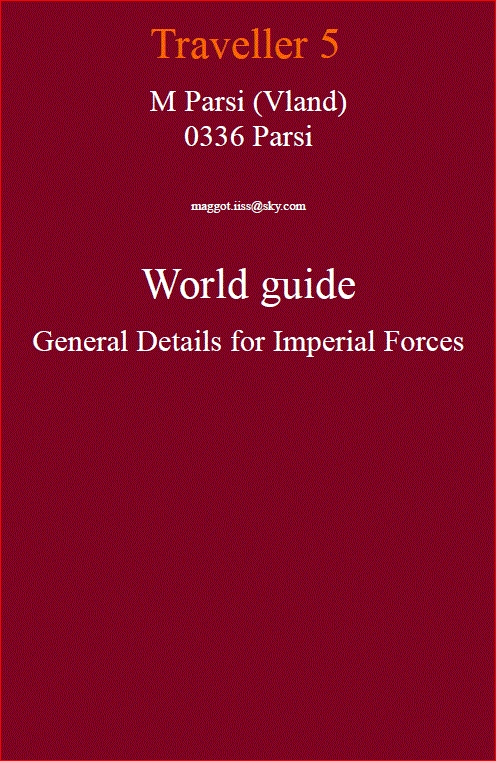 Traveller 5
M Parsi (Vland)
0336 Parsi
maggot.iiss@sky.com
World guide
General Details for Imperial Forces